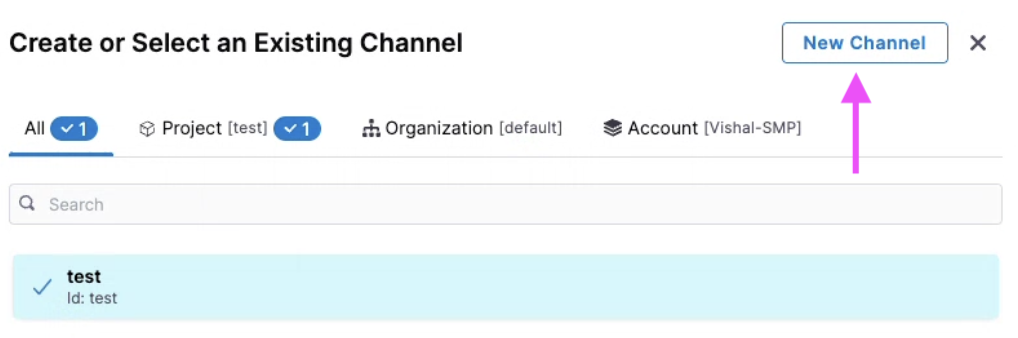 Create or Select an Existing Channel
New Channel
All 1
Project [test] 1
Organization [default]
Account [Vishal-SMP]
Search
test
Id: test